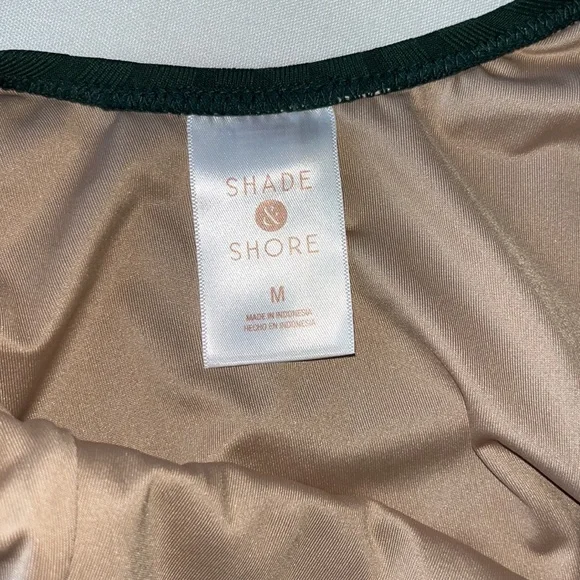 SHADE
&
SHORE
M
MADE IN INDONESIA
HECHO EN INDONESIA